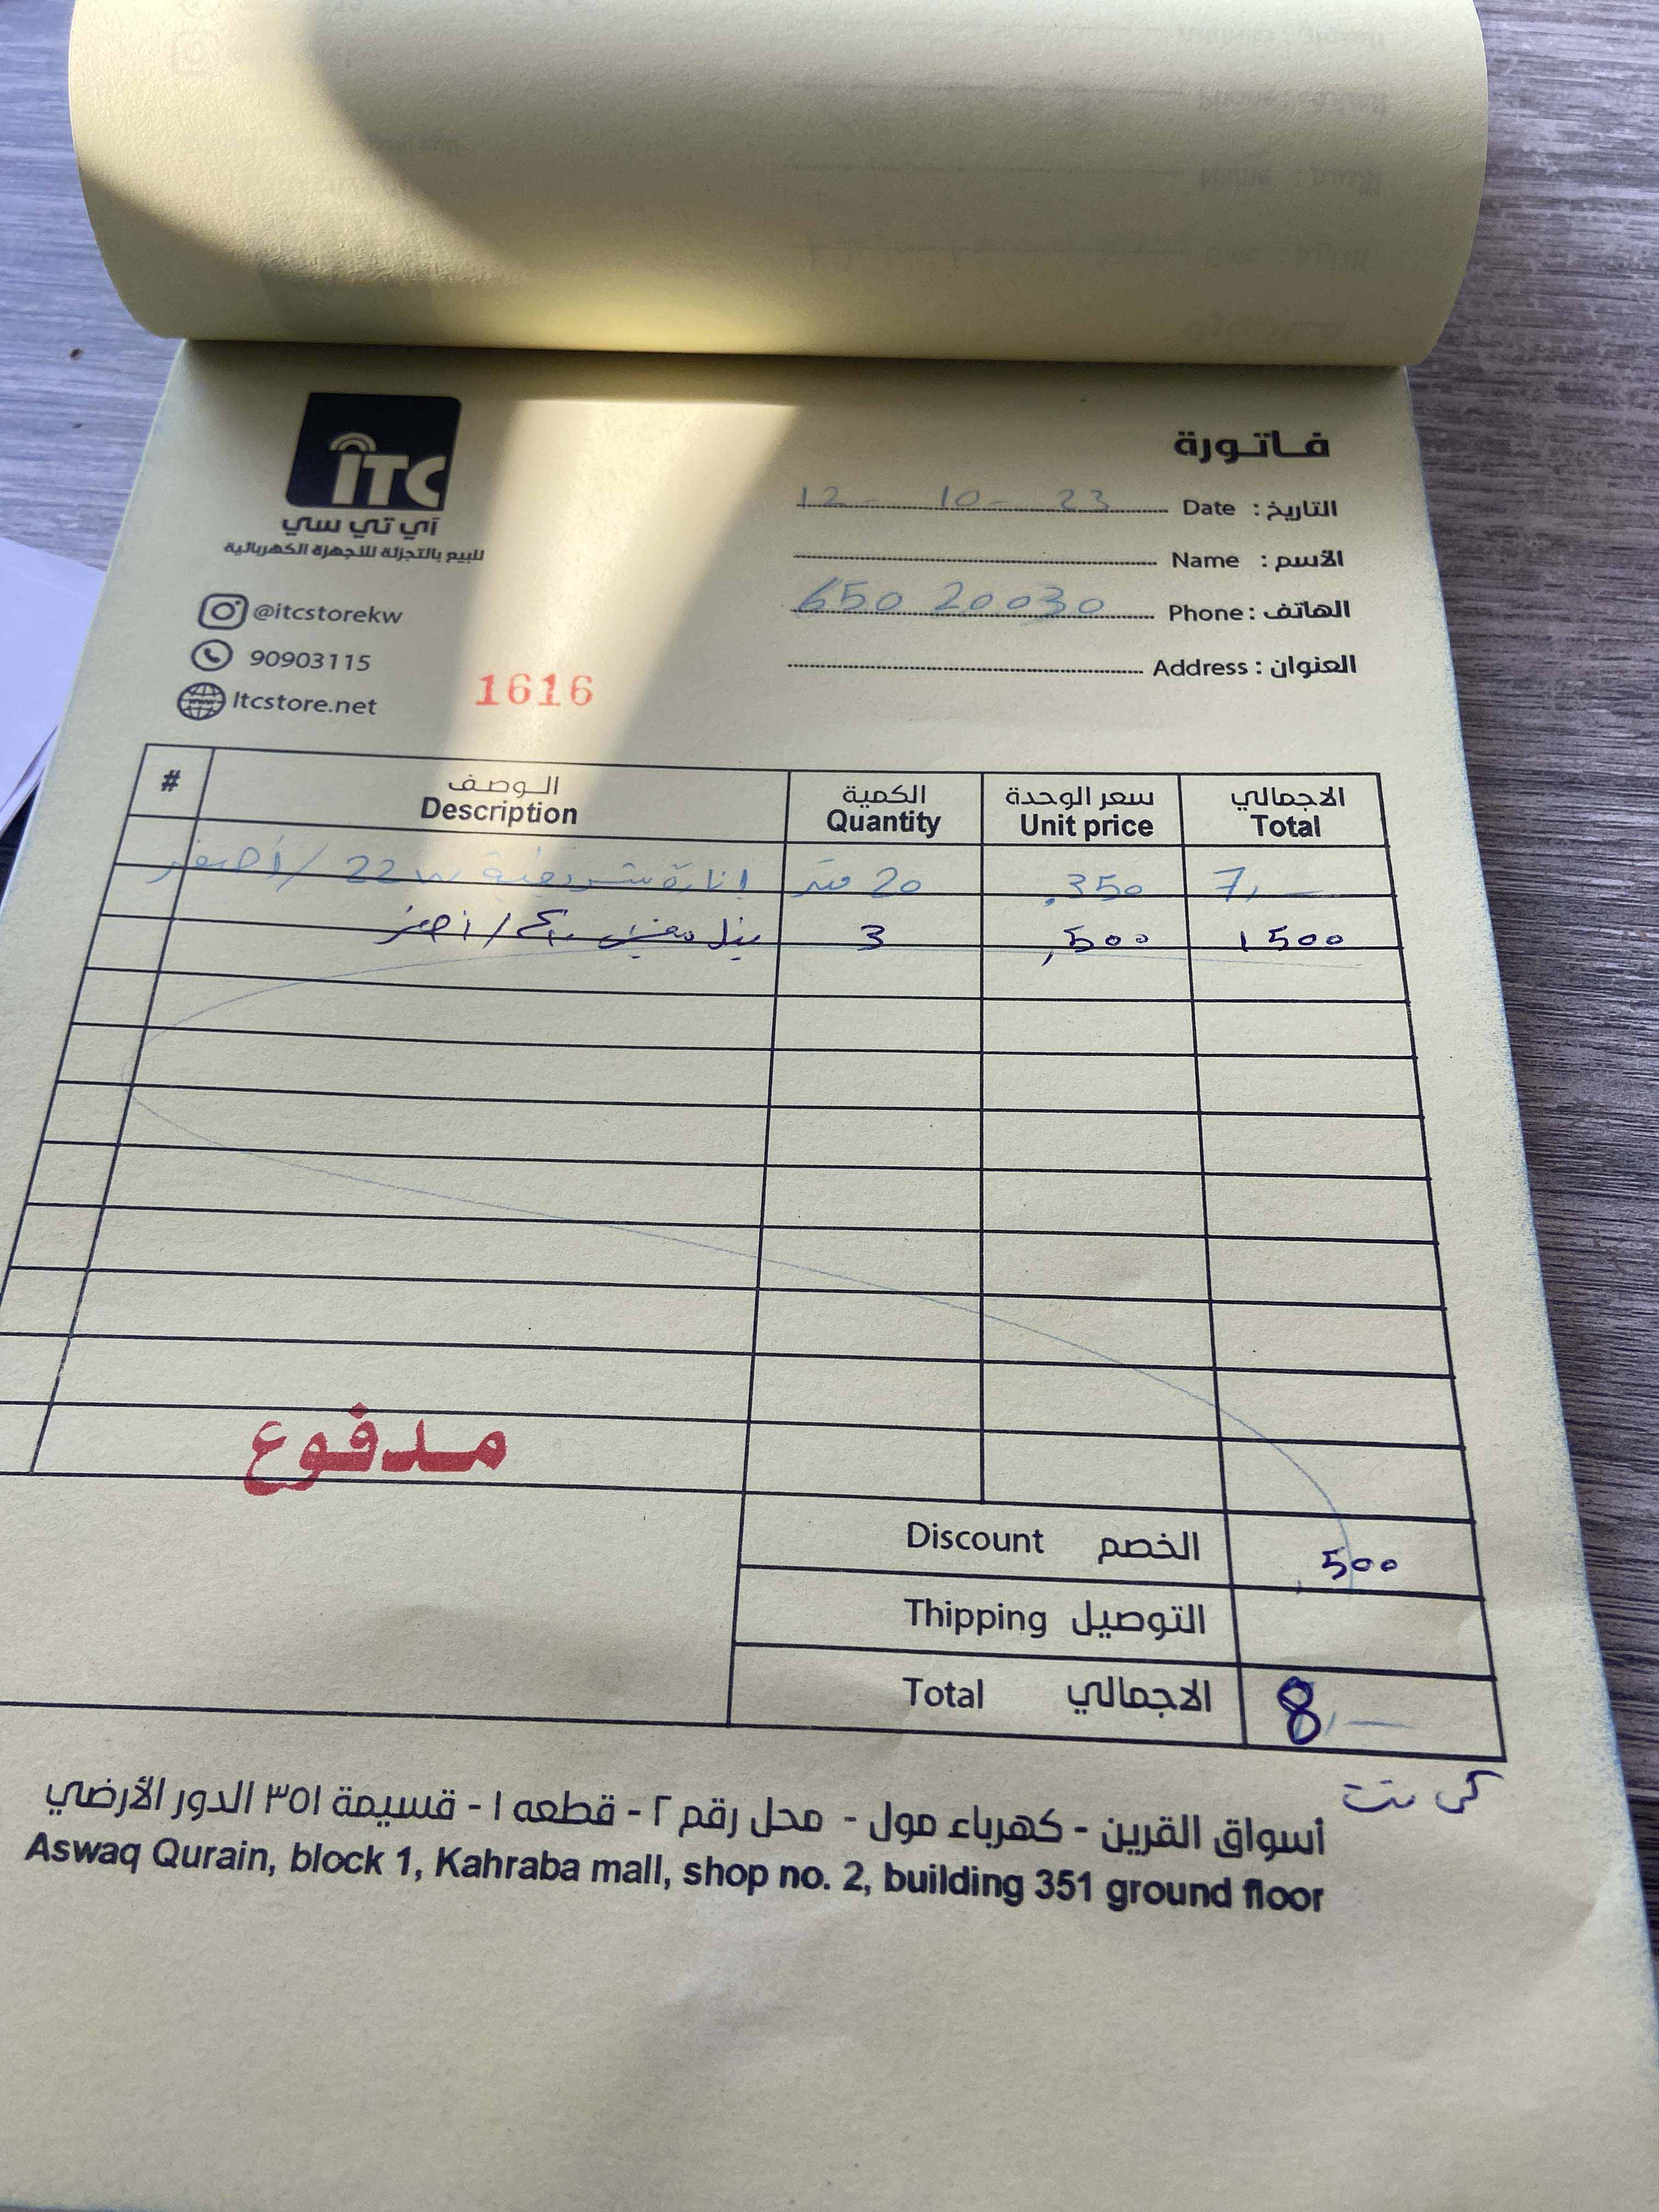 iTC
آي تي سي
للبيع بالتجزئة للأجهزة الكهربائية
@itcstorekw
90903115
Itcstore.net
1616
فاتورة
التاريخ : Date 12 - 10 - 23
الأسم : Name
الهاتف : Phone 650 20030
العنوان : Address
# الوصف Description الكمية Quantity سعر الوحدة Unit price الاجمالي Total
انارة 22w / أصفر 20 متر ,350 7,—
أصفر 3 ,500 1500
مدفوع
Discount الخصم ,500
Thipping التوصيل
Total الاجمالي 8,—
كي نت
أسواق القرين - كهرباء مول - محل رقم ٢ - قطعه ١ - قسيمة ٣٥١ الدور الأرضي
Aswaq Qurain, block 1, Kahraba mall, shop no. 2, building 351 ground floor